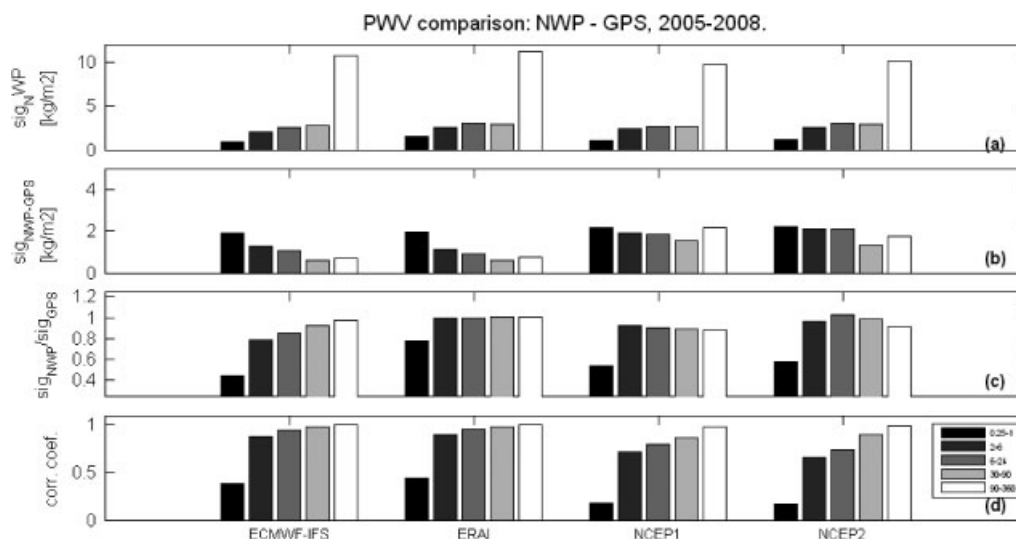 PWV comparison: NWP - GPS, 2005-2008.
sig_NWP
[kg/m2]
10
5
0
(a)
sig_NWP-GPS
[kg/m2]
4
2
0
(b)
sig_NWP/sig_GPS
1.2
1
0.8
0.6
0.4
(c)
corr. coef.
1
0.5
0
0.25-1
2-6
6-24
30-90
90-360
(d)
ECMWF-IFS ERAI NCEP1 NCEP2